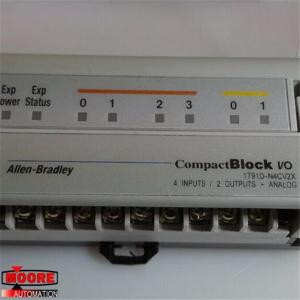 Exp Power
Exp Status
0 1 2 3 0 1
Allen-Bradley
CompactBlock I/O
1791D-N4CV2X
4 INPUTS / 2 OUTPUTS • ANALOG
MOORE
AUTOMATION